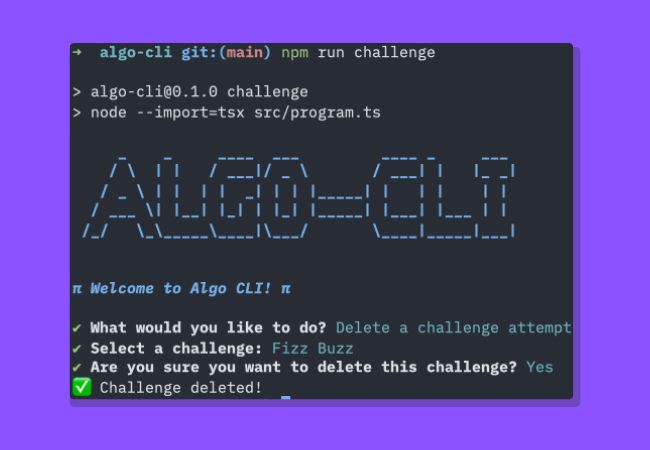 ➜ algo-cli git:(main) npm run challenge
> algo-cli@0.1.0 challenge
> node --import=tsx src/program.ts
ALGO-CLI
π Welcome to Algo CLI! π
✔ What would you like to do? Delete a challenge attempt
✔ Select a challenge: Fizz Buzz
✔ Are you sure you want to delete this challenge? Yes
✅ Challenge deleted!